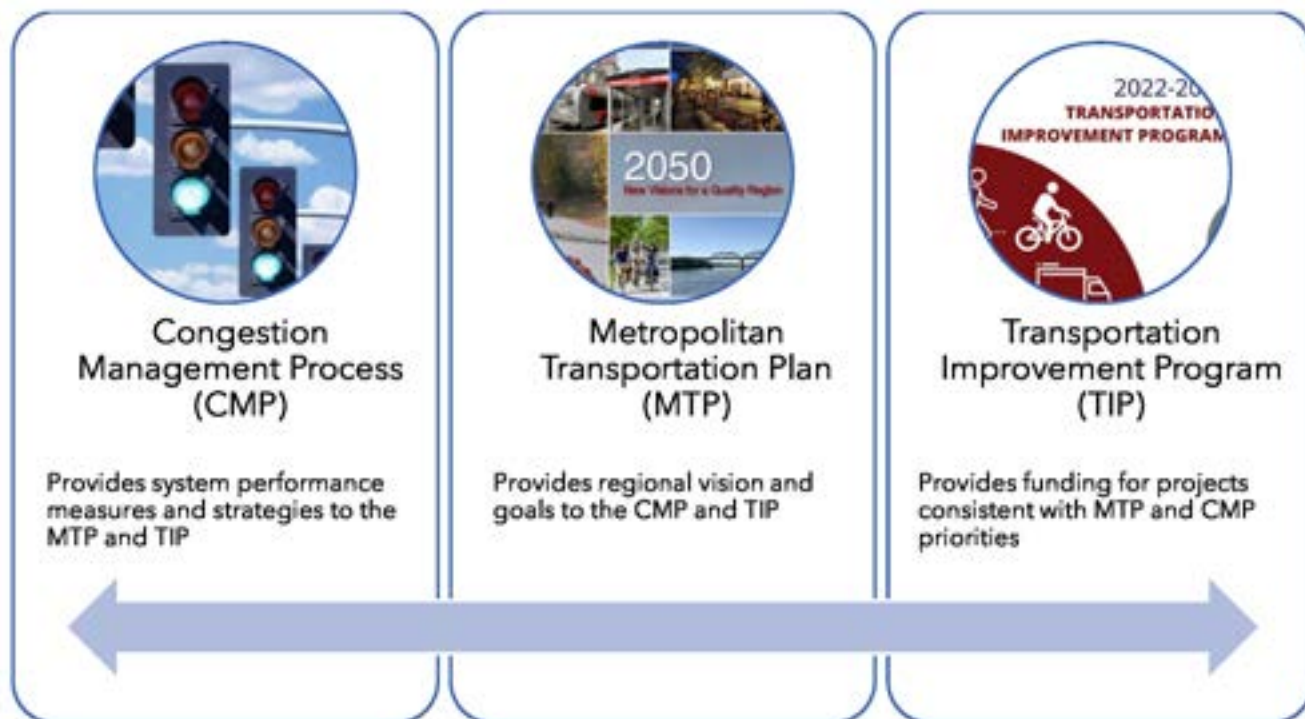 Congestion
Management Process
(CMP)
Provides system performance
measures and strategies to the
MTP and TIP
2050
New Visions for a Quality Region
Metropolitan
Transportation Plan
(MTP)
Provides regional vision and
goals to the CMP and TIP
2022-20
TRANSPORTATIO
IMPROVEMENT PROGRAM
Transportation
Improvement Program
(TIP)
Provides funding for projects
consistent with MTP and CMP
priorities